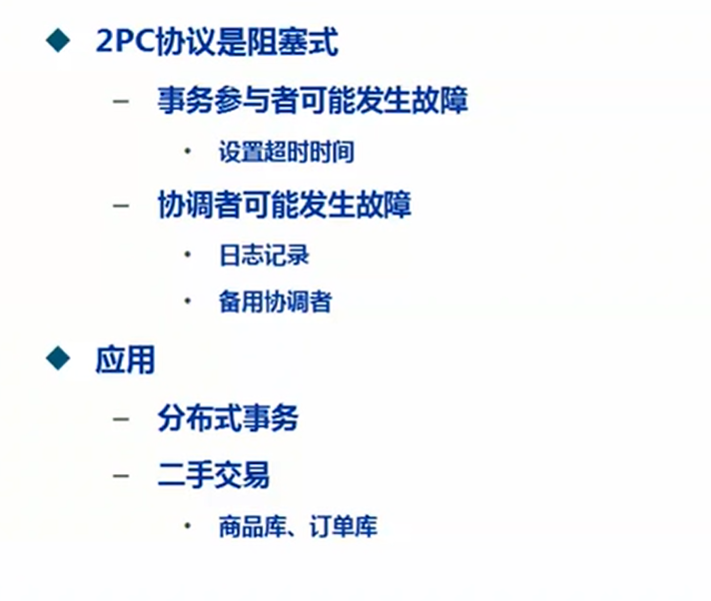 2PC协议是阻塞式
事务参与者可能发生故障
设置超时时间
协调者可能发生故障
日志记录
备用协调者
应用
分布式事务
二手交易
商品库、订单库